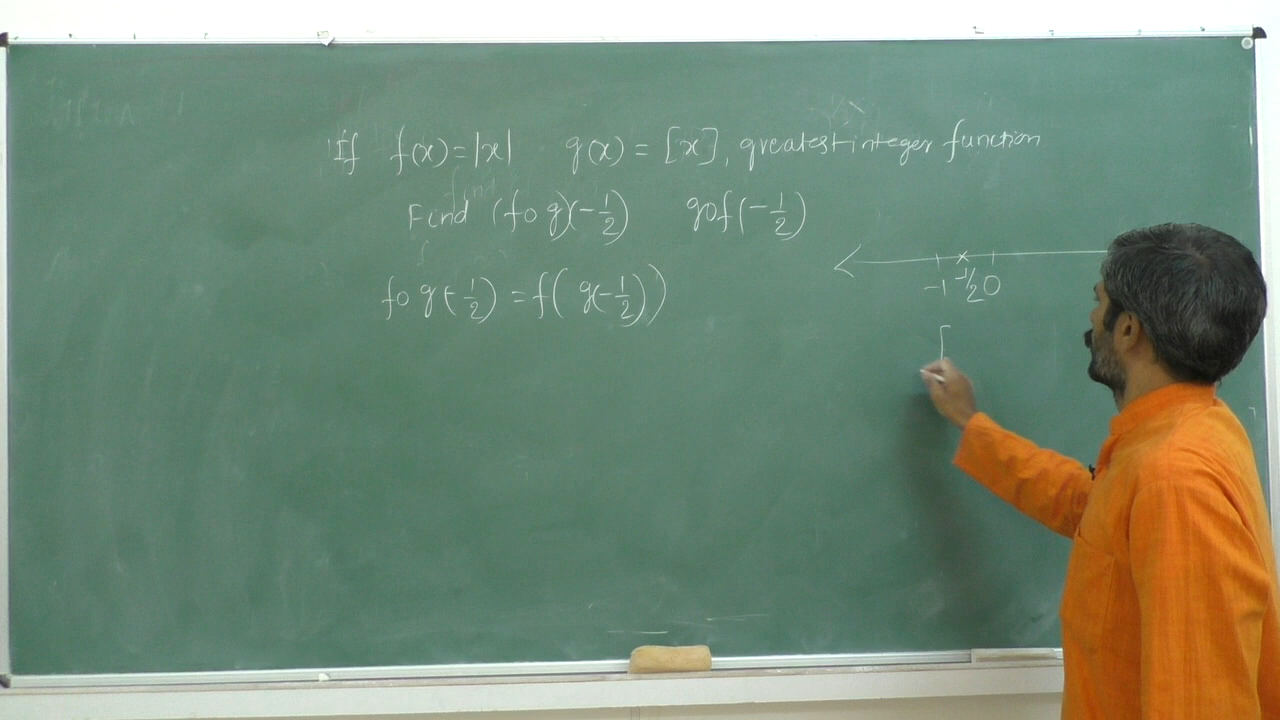 If f(x) = |x| g(x) = [x], greatest integer function
Find (fog)(-1/2) gof(-1/2)
-1 -1/2 0
fog(-1/2) = f(g(-1/2))
[